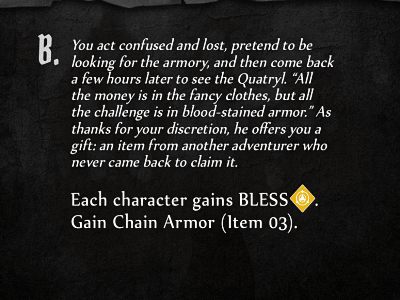 B. You act confused and lost, pretend to be
looking for the armory, and then come back
a few hours later to see the Quatryl. “All
the money is in the fancy clothes, but all
the challenge is in blood-stained armor.” As
thanks for your discretion, he offers you a
gift: an item from another adventurer who
never came back to claim it.
Each character gains BLESS.
Gain Chain Armor (Item 03).